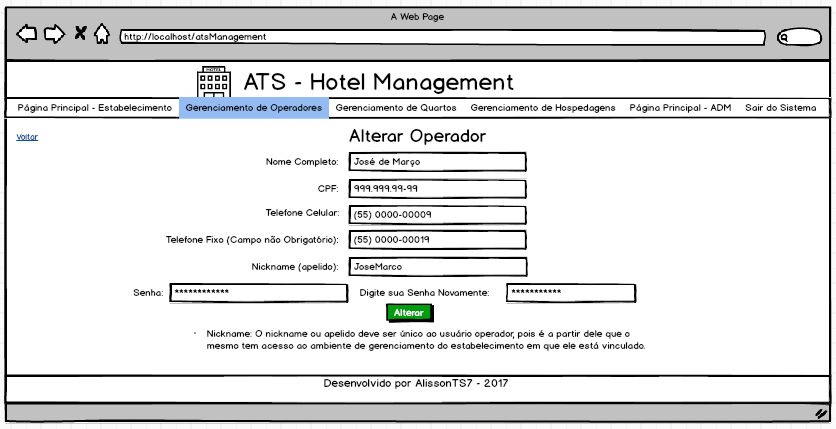 A Web Page
http://localhost/atsManagement
HOTEL
ATS - Hotel Management
Página Principal - Estabelecimento Gerenciamento de Operadores Gerenciamento de Quartos Gerenciamento de Hospedagens Página Principal - ADM Sair do Sistema
Voltar
Alterar Operador
Nome Completo: José de Março
CPF: 999.999.99-99
Telefone Celular: (55) 0000-00009
Telefone Fixo (Campo não Obrigatório): (55) 0000-00019
Nickname (apelido): JoseMarco
Senha: ************ Digite sua Senha Novamente: ***********
Alterar
· Nickname: O nickname ou apelido deve ser único ao usuário operador, pois é a partir dele que o
mesmo tem acesso ao ambiente de gerenciamento do estabelecimento em que ele está vinculado.
Desenvolvido por AlissonTS7 - 2017